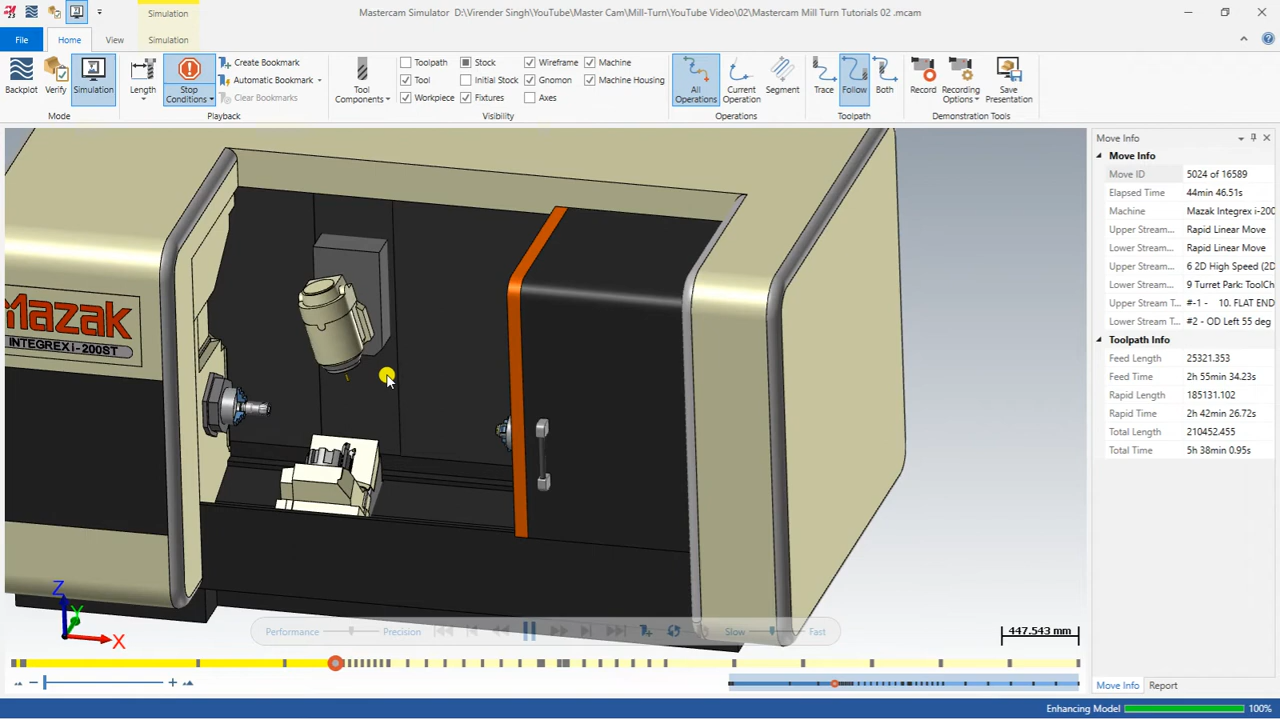 Simulation
Mastercam Simulator D:\Virender Singh\YouTube\Master Cam\Mill-Turn\YouTube Video\02\Mastercam Mill Turn Tutorials 02 .mcam
File
Home
View
Simulation
Backplot
Verify
Simulation
Mode
Length
Stop Conditions
Create Bookmark
Automatic Bookmark
Clear Bookmarks
Playback
Tool Components
Toolpath
Tool
Workpiece
Stock
Initial Stock
Fixtures
Wireframe
Gnomon
Axes
Machine
Machine Housing
Visibility
All Operations
Current Operation
Segment
Operations
Trace
Follow
Both
Toolpath
Record
Recording Options
Save Presentation
Demonstration Tools
Mazak
INTEGREX i-200ST
Z
Y
X
447.543 mm
Performance
Precision
Slow
Fast
Move Info
Move Info
Move ID 5024 of 16589
Elapsed Time 44min 46.51s
Machine Mazak Integrex i-200
Upper Stream... Rapid Linear Move
Lower Stream... Rapid Linear Move
Upper Stream... 6 2D High Speed (2D
Lower Stream... 9 Turret Park: ToolCh
Upper Stream T... #-1 - 10. FLAT END
Lower Stream T... #2 - OD Left 55 deg
Toolpath Info
Feed Length 25321.353
Feed Time 2h 55min 34.23s
Rapid Length 185131.102
Rapid Time 2h 42min 26.72s
Total Length 210452.455
Total Time 5h 38min 0.95s
Move Info
Report
Enhancing Model
100%